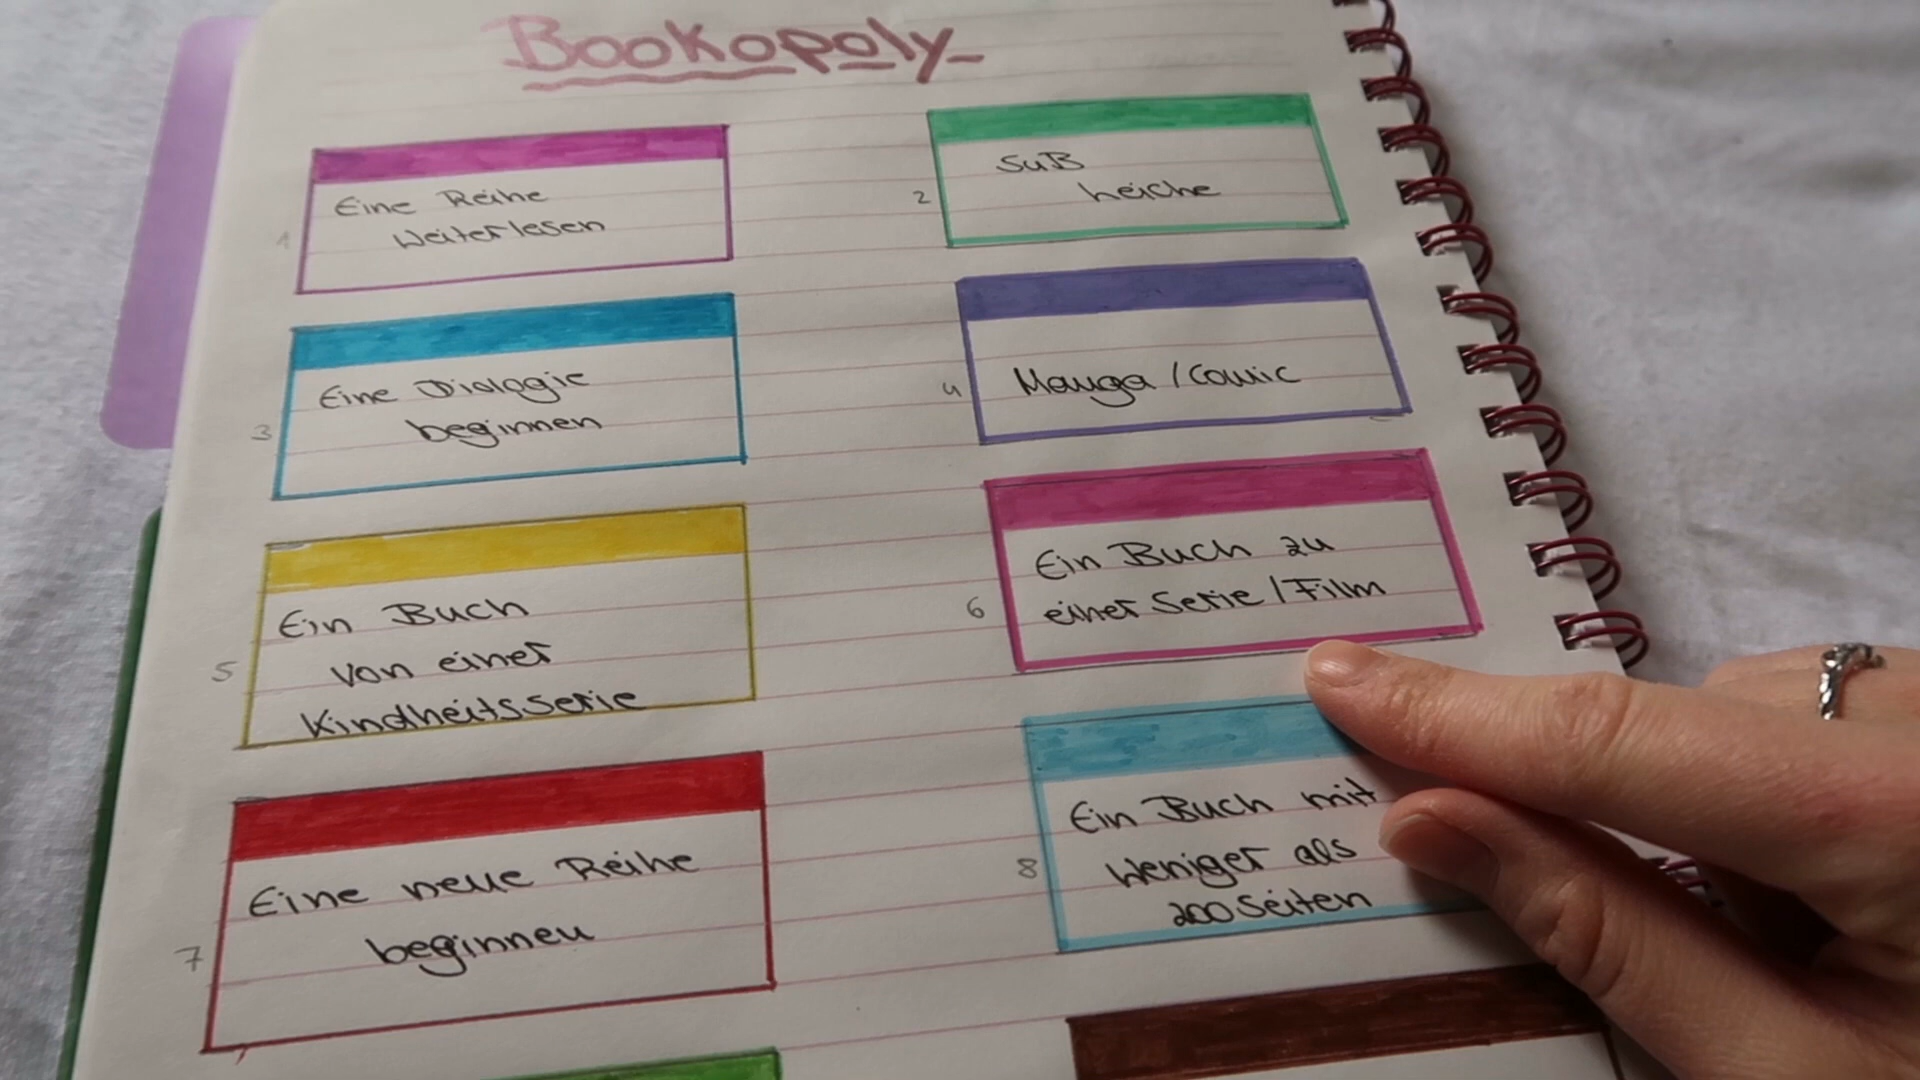 Bookopoly
Eine Reihe
weiterlesen
1
SuB
leiche
2
Eine Dialogie
beginnen
3
Manga / Comic
4
Ein Buch
von einer
Kindheitsserie
5
Ein Buch zu
einer Serie / Film
6
Eine neue Reihe
beginnen
7
Ein Buch mit
weniger als
200 Seiten
8